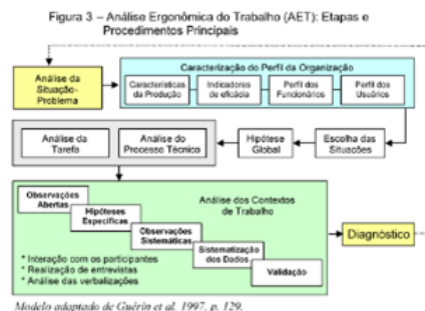 Figura 3 – Análise Ergonômica do Trabalho (AET): Etapas e
Procedimentos Principais
Análise da
Situação-
Problema
Caracterização do Perfil da Organização
Características
da Produção
Indicadores
de eficácia
Perfil dos
Funcionários
Perfil dos
Usuários
Análise da
Tarefa
Análise do
Processo Técnico
Hipótese
Global
Escolha das
Situações
Observações
Abertas
Hipóteses
Específicas
Observações
Sistemáticas
Sistematização
dos Dados
Validação
Análise dos Contextos
de Trabalho
* Interação com os participantes
* Realização de entrevistas
* Análise das verbalizações
Diagnóstico
Modelo adaptado de Guérin et al. 1997, p. 129.